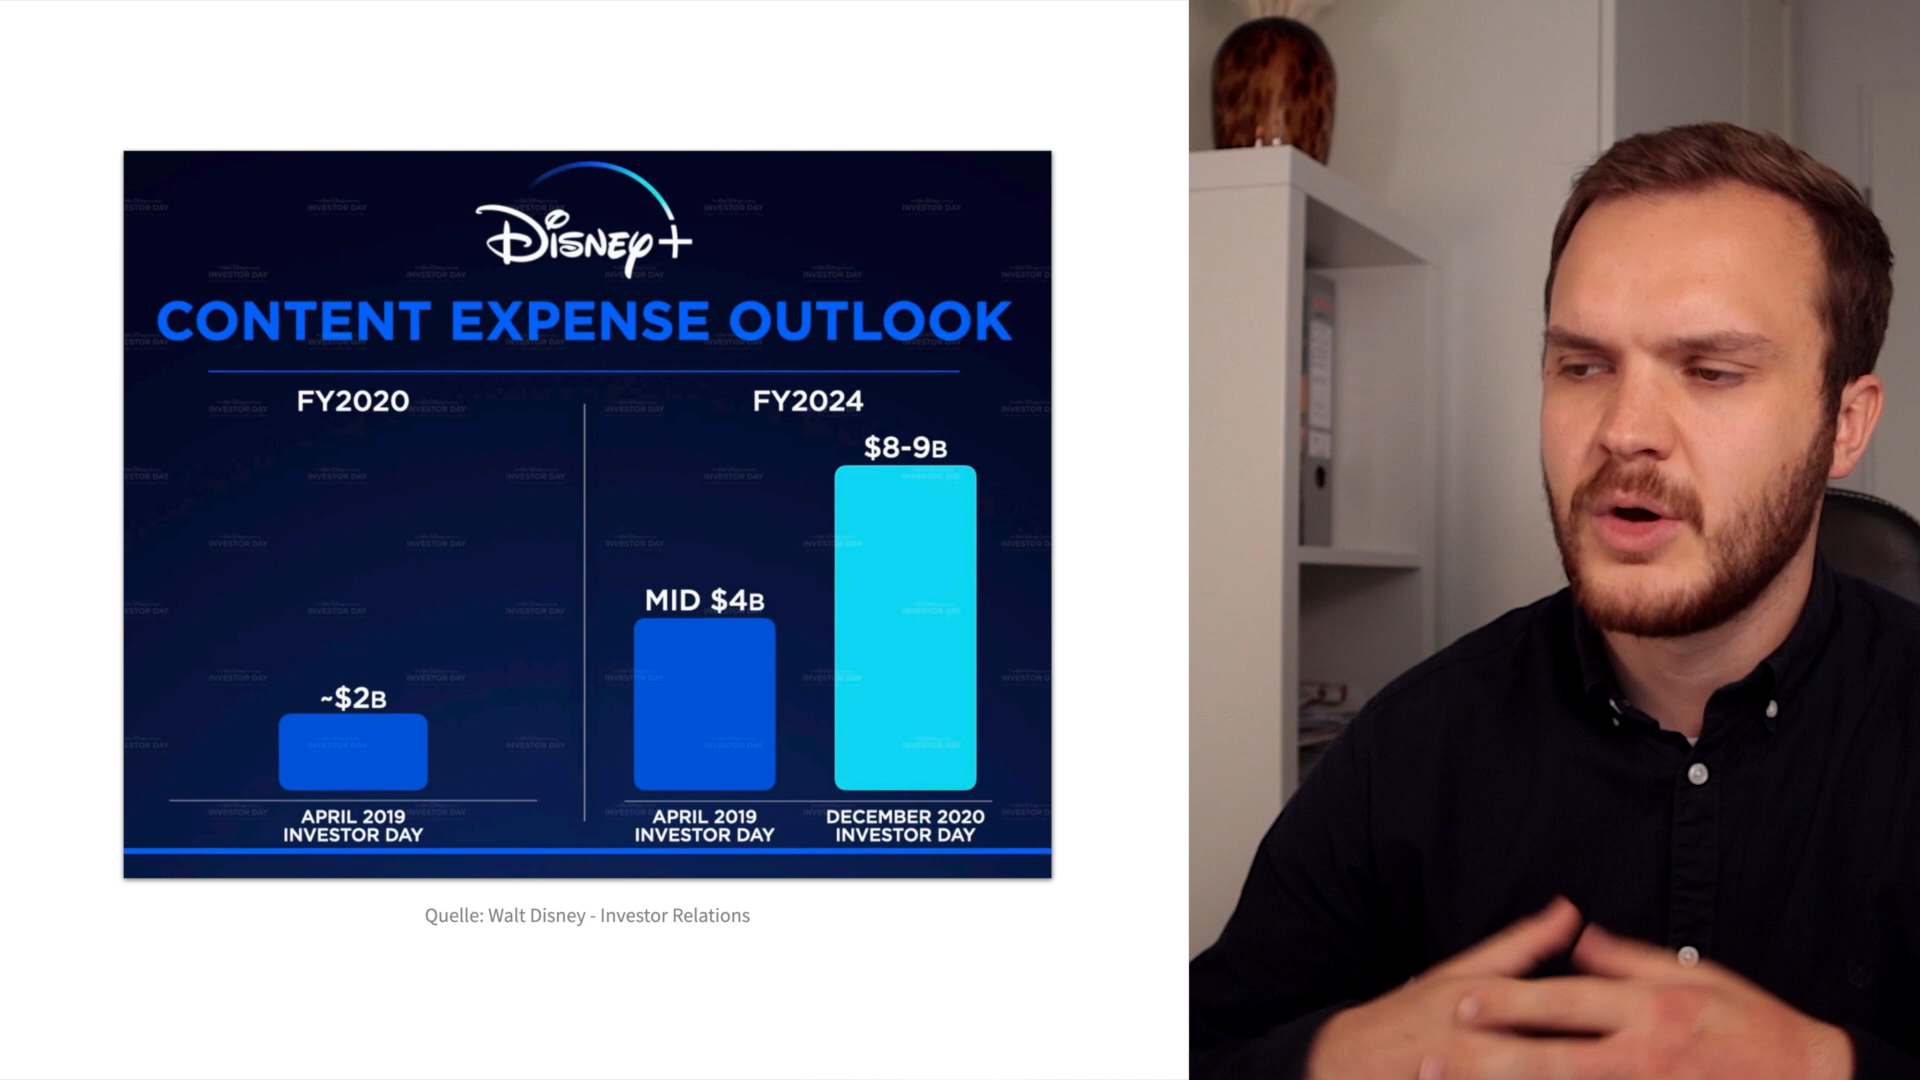 Disney+
CONTENT EXPENSE OUTLOOK
FY2020
FY2024
~$2B
MID $4B
$8-9B
APRIL 2019
INVESTOR DAY
APRIL 2019
INVESTOR DAY
DECEMBER 2020
INVESTOR DAY
Quelle: Walt Disney - Investor Relations